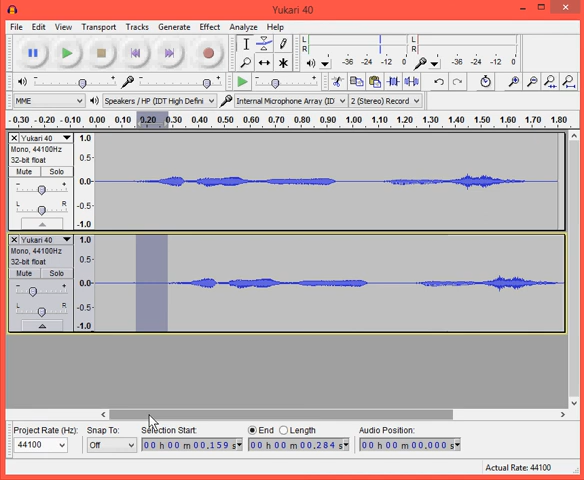 Yukari 40
File Edit View Transport Tracks Generate Effect Analyze Help
-36 -24 -12 0 -36 -24 -12 0
MME Speakers / HP (IDT High Defini Internal Microphone Array (ID 2 (Stereo) Record
-0.30 -0.20 -0.10 0.00 0.10 0.20 0.30 0.40 0.50 0.60 0.70 0.80 0.90 1.00 1.10 1.20 1.30 1.40 1.50 1.60 1.70 1.80
Yukari 40
Mono, 44100Hz
32-bit float
Mute Solo
- +
L R
1.0
0.5
0.0
-0.5
-1.0
Yukari 40
Mono, 44100Hz
32-bit float
Mute Solo
- +
L R
1.0
0.5
0.0
-0.5
-1.0
Project Rate (Hz): Snap To: Selection Start: End Length Audio Position:
44100 Off 00 h 00 m 00.159 s 00 h 00 m 00.284 s 00 h 00 m 00.000 s
Actual Rate: 44100